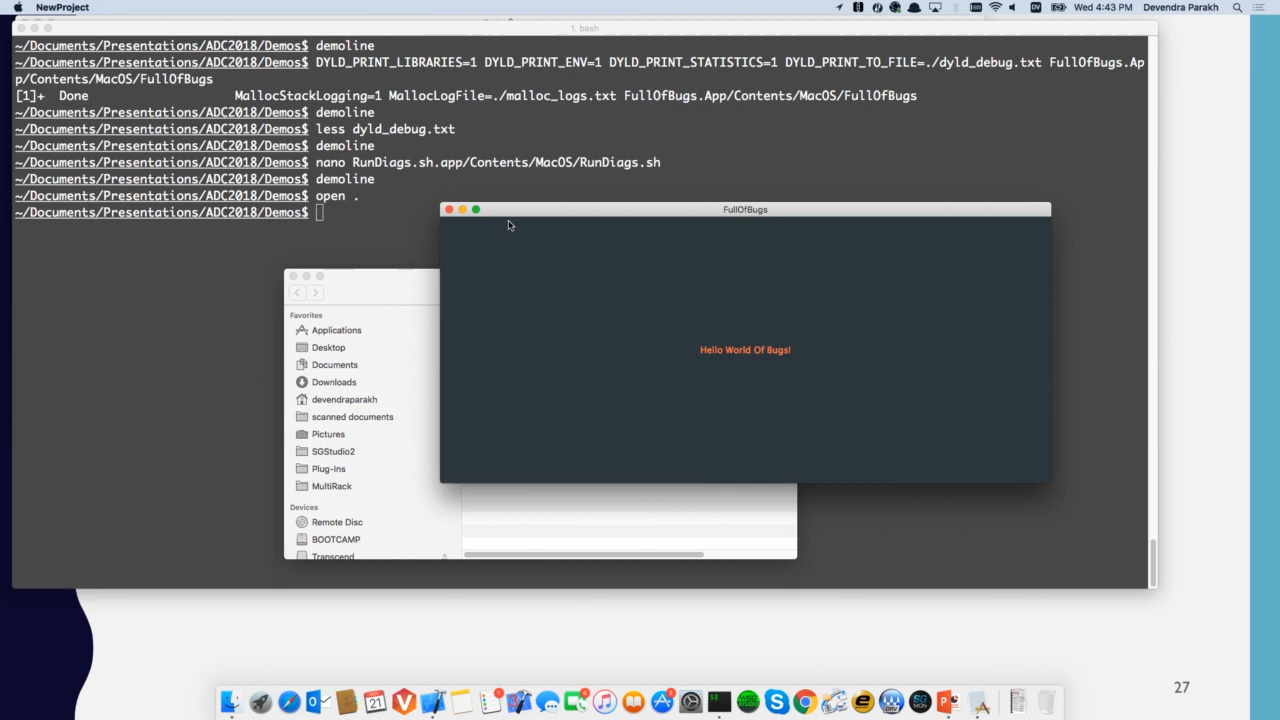 NewProject
Wed 4:43 PM Devendra Parakh
1. bash
~/Documents/Presentations/ADC2018/Demos$ demoline
~/Documents/Presentations/ADC2018/Demos$ DYLD_PRINT_LIBRARIES=1 DYLD_PRINT_ENV=1 DYLD_PRINT_STATISTICS=1 DYLD_PRINT_TO_FILE=./dyld_debug.txt FullOfBugs.Ap
p/Contents/MacOS/FullOfBugs
[1]+ Done MallocStackLogging=1 MallocLogFile=./malloc_logs.txt FullOfBugs.App/Contents/MacOS/FullOfBugs
~/Documents/Presentations/ADC2018/Demos$ demoline
~/Documents/Presentations/ADC2018/Demos$ less dyld_debug.txt
~/Documents/Presentations/ADC2018/Demos$ demoline
~/Documents/Presentations/ADC2018/Demos$ nano RunDiags.sh.app/Contents/MacOS/RunDiags.sh
~/Documents/Presentations/ADC2018/Demos$ demoline
~/Documents/Presentations/ADC2018/Demos$ open .
~/Documents/Presentations/ADC2018/Demos$
FullOfBugs
Hello World Of Bugs!
Favorites
Applications
Desktop
Documents
Downloads
devendraparakh
scanned documents
Pictures
SGStudio2
Plug-Ins
MultiRack
Devices
Remote Disc
BOOTCAMP
Transcend
27